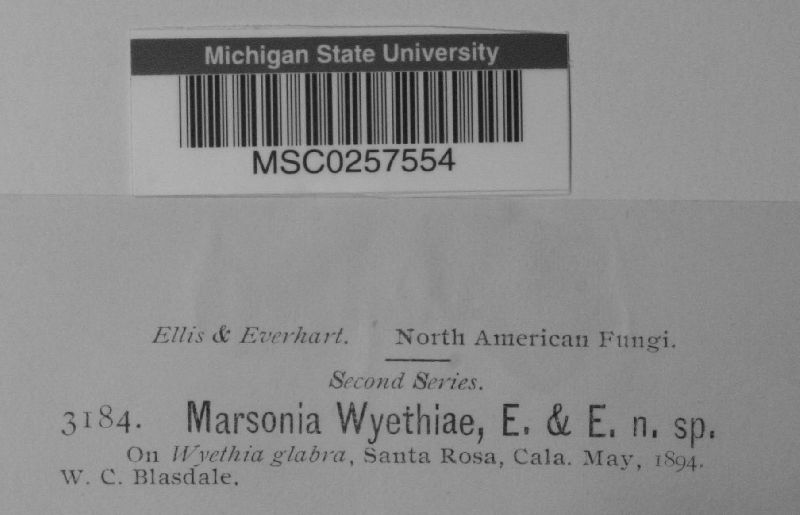 Michigan State University
MSC0257554
Ellis & Everhart. North American Fungi.
Second Series.
3184. Marsonia Wyethiae, E. & E. n. sp.
On Wyethia glabra, Santa Rosa, Cala. May, 1894.
W. C. Blasdale.